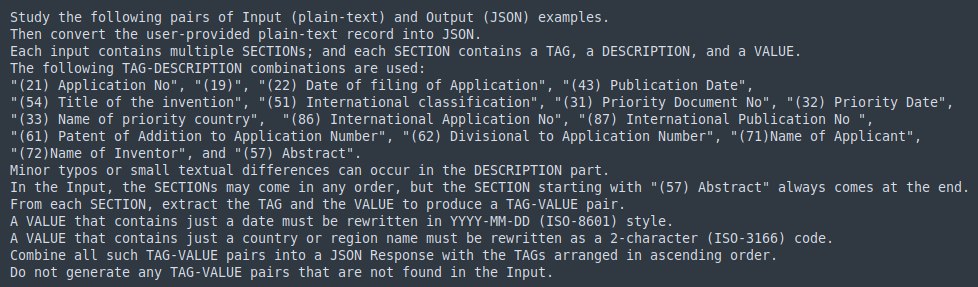 Study the following pairs of Input (plain-text) and Output (JSON) examples.
Then convert the user-provided plain-text record into JSON.
Each input contains multiple SECTIONs; and each SECTION contains a TAG, a DESCRIPTION, and a VALUE.
The following TAG-DESCRIPTION combinations are used:
"(21) Application No", "(19)", "(22) Date of filing of Application", "(43) Publication Date",
"(54) Title of the invention", "(51) International classification", "(31) Priority Document No", "(32) Priority Date",
"(33) Name of priority country",  "(86) International Application No", "(87) International Publication No ",
"(61) Patent of Addition to Application Number", "(62) Divisional to Application Number", "(71)Name of Applicant",
"(72)Name of Inventor", and "(57) Abstract".
Minor typos or small textual differences can occur in the DESCRIPTION part.
In the Input, the SECTIONs may come in any order, but the SECTION starting with "(57) Abstract" always comes at the end.
From each SECTION, extract the TAG and the VALUE to produce a TAG-VALUE pair.
A VALUE that contains just a date must be rewritten in YYYY-MM-DD (ISO-8601) style.
A VALUE that contains just a country or region name must be rewritten as a 2-character (ISO-3166) code.
Combine all such TAG-VALUE pairs into a JSON Response with the TAGs arranged in ascending order.
Do not generate any TAG-VALUE pairs that are not found in the Input.